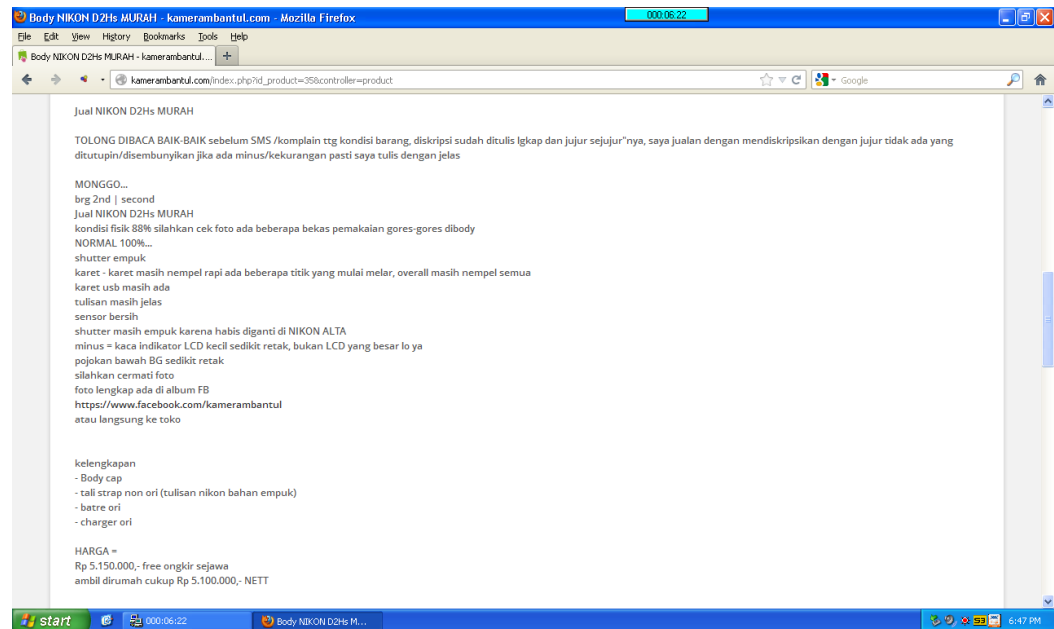 Body NIKON D2Hs MURAH - kamerambantul.com - Mozilla Firefox
000:06:22
File Edit View History Bookmarks Tools Help
Body NIKON D2Hs MURAH - kamerambantul....
kamerambantul.com/index.php?id_product=358controller=product
Google
Jual NIKON D2Hs MURAH
TOLONG DIBACA BAIK-BAIK sebelum SMS /komplain ttg kondisi barang, diskripsi sudah ditulis lgkap dan jujur sejujur"nya, saya jualan dengan mendiskripsikan dengan jujur tidak ada yang
ditutupin/disembunyikan jika ada minus/kekurangan pasti saya tulis dengan jelas
MONGGO...
brg 2nd | second
Jual NIKON D2Hs MURAH
kondisi fisik 88% silahkan cek foto ada beberapa bekas pemakaian gores-gores dibody
NORMAL 100%...
shutter empuk
karet - karet masih nempel rapi ada beberapa titik yang mulai melar, overall masih nempel semua
karet usb masih ada
tulisan masih jelas
sensor bersih
shutter masih empuk karena habis diganti di NIKON ALTA
minus = kaca indikator LCD kecil sedikit retak, bukan LCD yang besar lo ya
pojokan bawah BG sedikit retak
silahkan cermati foto
foto lengkap ada di album FB
https://www.facebook.com/kamerambantul
atau langsung ke toko
kelengkapan
- Body cap
- tali strap non ori (tulisan nikon bahan empuk)
- batre ori
- charger ori
HARGA =
Rp 5.150.000,- free ongkir sejawa
ambil dirumah cukup Rp 5.100.000,- NETT
start
000:06:22
Body NIKON D2Hs M...
53
6:47 PM